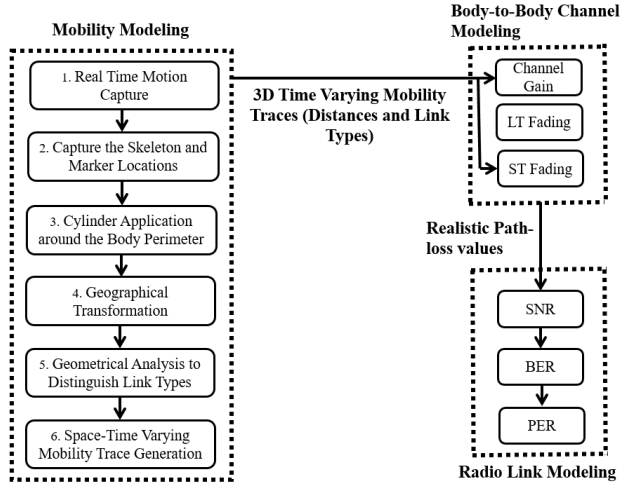 Mobility Modeling
1. Real Time Motion
Capture
2. Capture the Skeleton and
Marker Locations
3. Cylinder Application
around the Body Perimeter
4. Geographical
Transformation
5. Geometrical Analysis to
Distinguish Link Types
6. Space-Time Varying
Mobility Trace Generation
3D Time Varying Mobility
Traces (Distances and Link
Types)
Body-to-Body Channel
Modeling
Channel
Gain
LT Fading
ST Fading
Realistic Path-
loss values
SNR
BER
PER
Radio Link Modeling